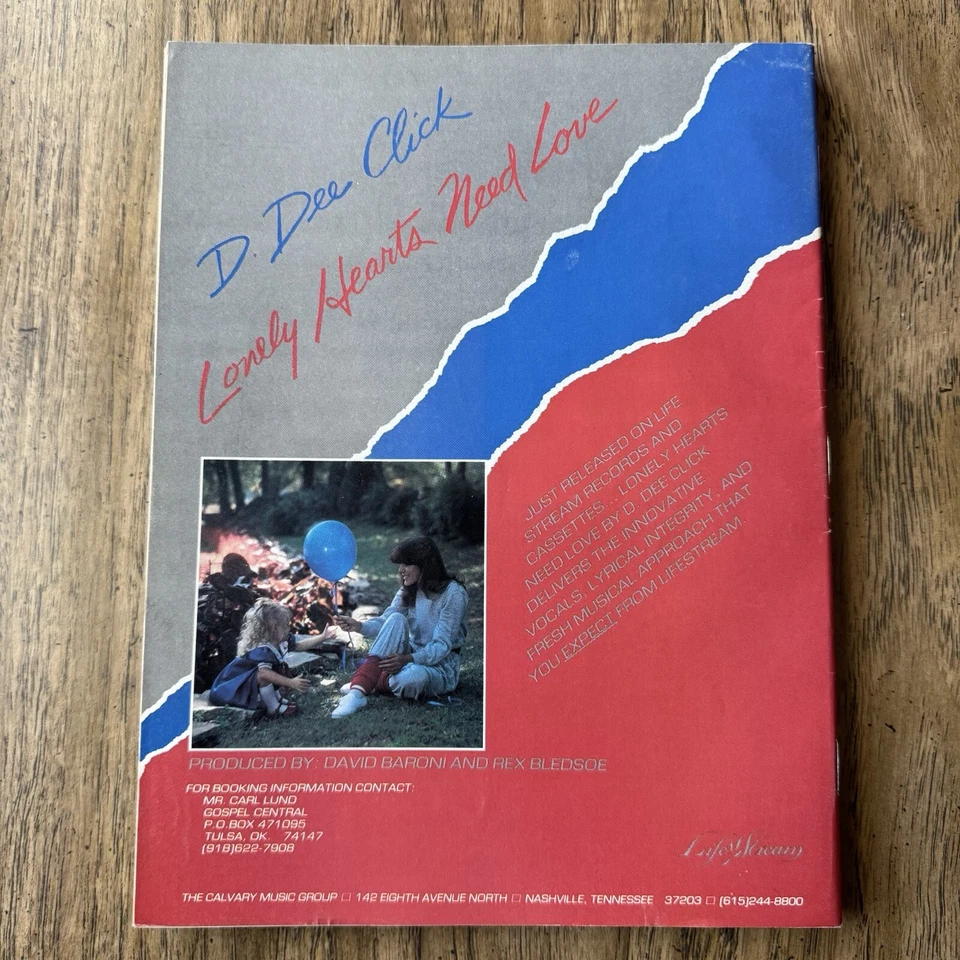 D. Dee Click
Lonely Hearts Need Love
JUST RELEASED ON LIFE
STREAM RECORDS AND
CASSETTES... LONELY HEARTS
NEED LOVE BY D. DEE CLICK
DELIVERS THE INNOVATIVE
VOCALS, LYRICAL INTEGRITY, AND
FRESH MUSICAL APPROACH THAT
YOU EXPECT FROM LIFESTREAM.
PRODUCED BY: DAVID BARONI AND REX BLEDSOE
FOR BOOKING INFORMATION CONTACT:
MR. CARL LUND
GOSPEL CENTRAL
P.O.BOX 471095
TULSA, OK. 74147
(918)622-7908
LifeStream
THE CALVARY MUSIC GROUP □ 142 EIGHTH AVENUE NORTH □ NASHVILLE, TENNESSEE 37203 □ (615)244-8800